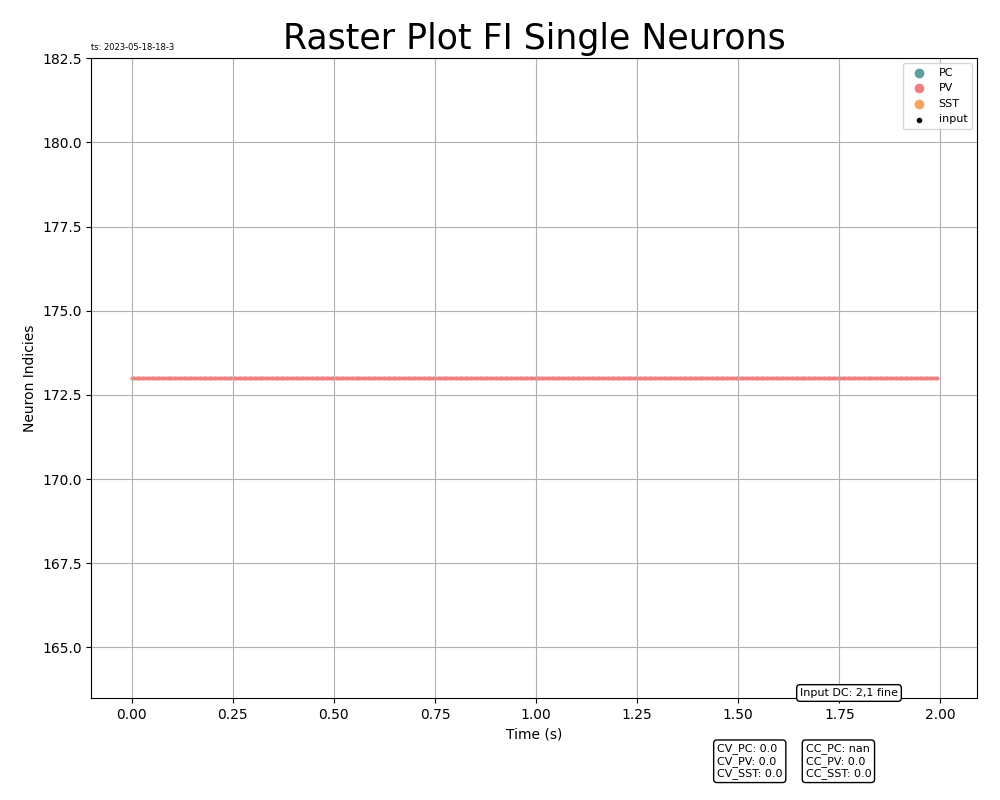 Raster Plot FI Single Neurons
ts: 2023-05-18-18-3
182.5
180.0
177.5
175.0
172.5
170.0
167.5
165.0
Neuron Indicies
PC
PV
SST
input
Input DC: 2,1 fine
0.00 0.25 0.50 0.75 1.00 1.25 1.50 1.75 2.00
Time (s)
CV_PC: 0.0
CV_PV: 0.0
CV_SST: 0.0
CC_PC: nan
CC_PV: 0.0
CC_SST: 0.0